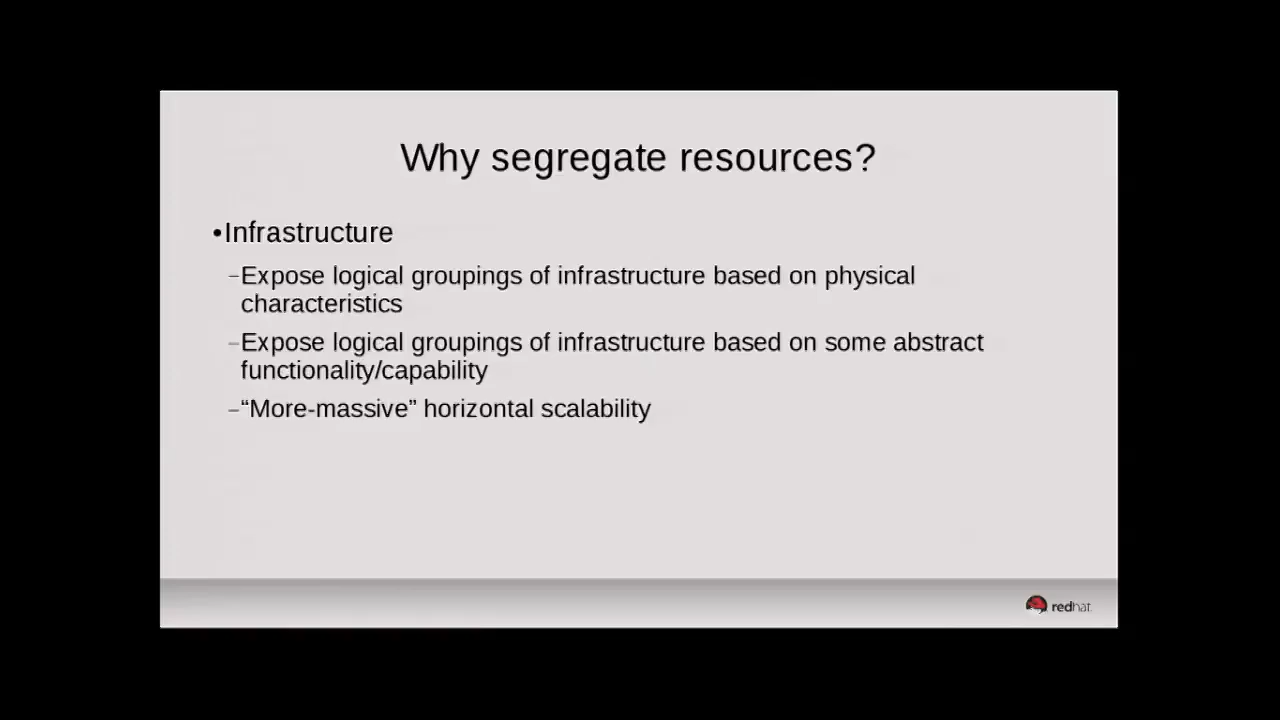 Why segregate resources?
•Infrastructure
–Expose logical groupings of infrastructure based on physical
characteristics
–Expose logical groupings of infrastructure based on some abstract
functionality/capability
–“More-massive” horizontal scalability
redhat.